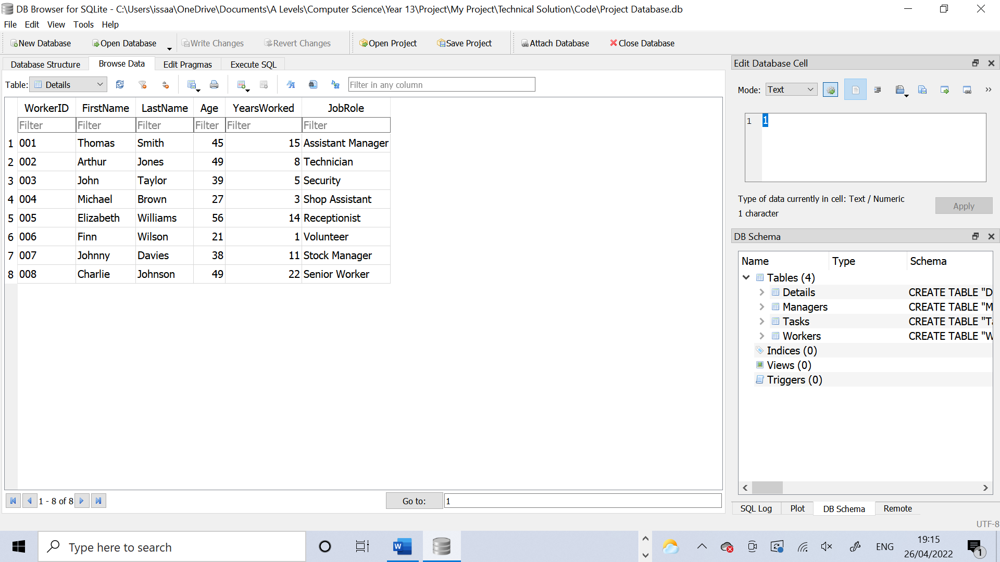 DB Browser for SQLite - C:\Users\issaa\OneDrive\Documents\A Levels\Computer Science\Year 13\Project\My Project\Technical Solution\Code\Project Database.db
File Edit View Tools Help
New Database Open Database Write Changes Revert Changes Open Project Save Project Attach Database Close Database
Database Structure Browse Data Edit Pragmas Execute SQL
Table: Details Filter in any column
WorkerID FirstName LastName Age YearsWorked JobRole
Filter Filter Filter Filter Filter Filter
1 001 Thomas Smith 45 15 Assistant Manager
2 002 Arthur Jones 49 8 Technician
3 003 John Taylor 39 5 Security
4 004 Michael Brown 27 3 Shop Assistant
5 005 Elizabeth Williams 56 14 Receptionist
6 006 Finn Wilson 21 1 Volunteer
7 007 Johnny Davies 38 11 Stock Manager
8 008 Charlie Johnson 49 22 Senior Worker
1 - 8 of 8 Go to: 1
Edit Database Cell
Mode: Text
1 1
Type of data currently in cell: Text / Numeric
1 character
Apply
DB Schema
Name Type Schema
Tables (4)
Details CREATE TABLE "D
Managers CREATE TABLE "M
Tasks CREATE TABLE "Ta
Workers CREATE TABLE "W
Indices (0)
Views (0)
Triggers (0)
SQL Log Plot DB Schema Remote
UTF-8
Type here to search
ENG
19:15
26/04/2022
1